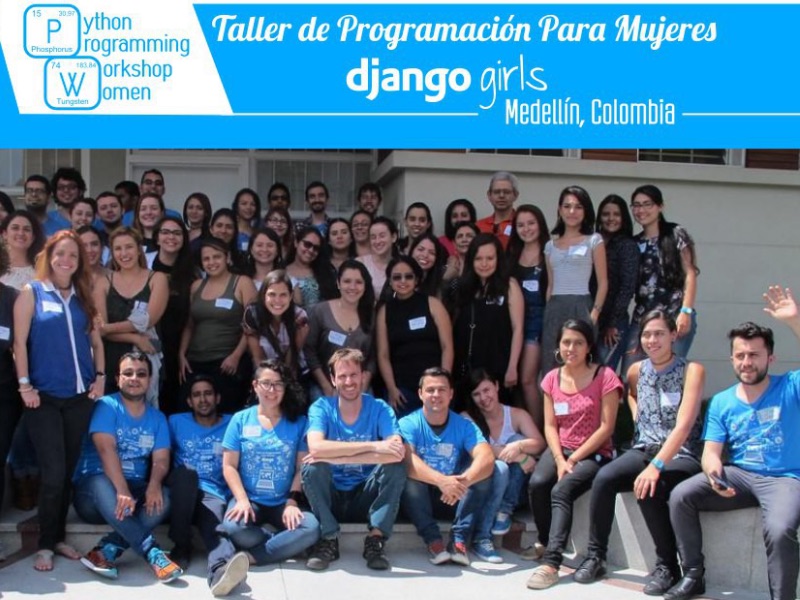 15 30,97
P
Phosphorus
ython
rogramming
74 183,84
W
Tungsten
orkshop
omen
Taller de Programación Para Mujeres
django girls
Medellín, Colombia